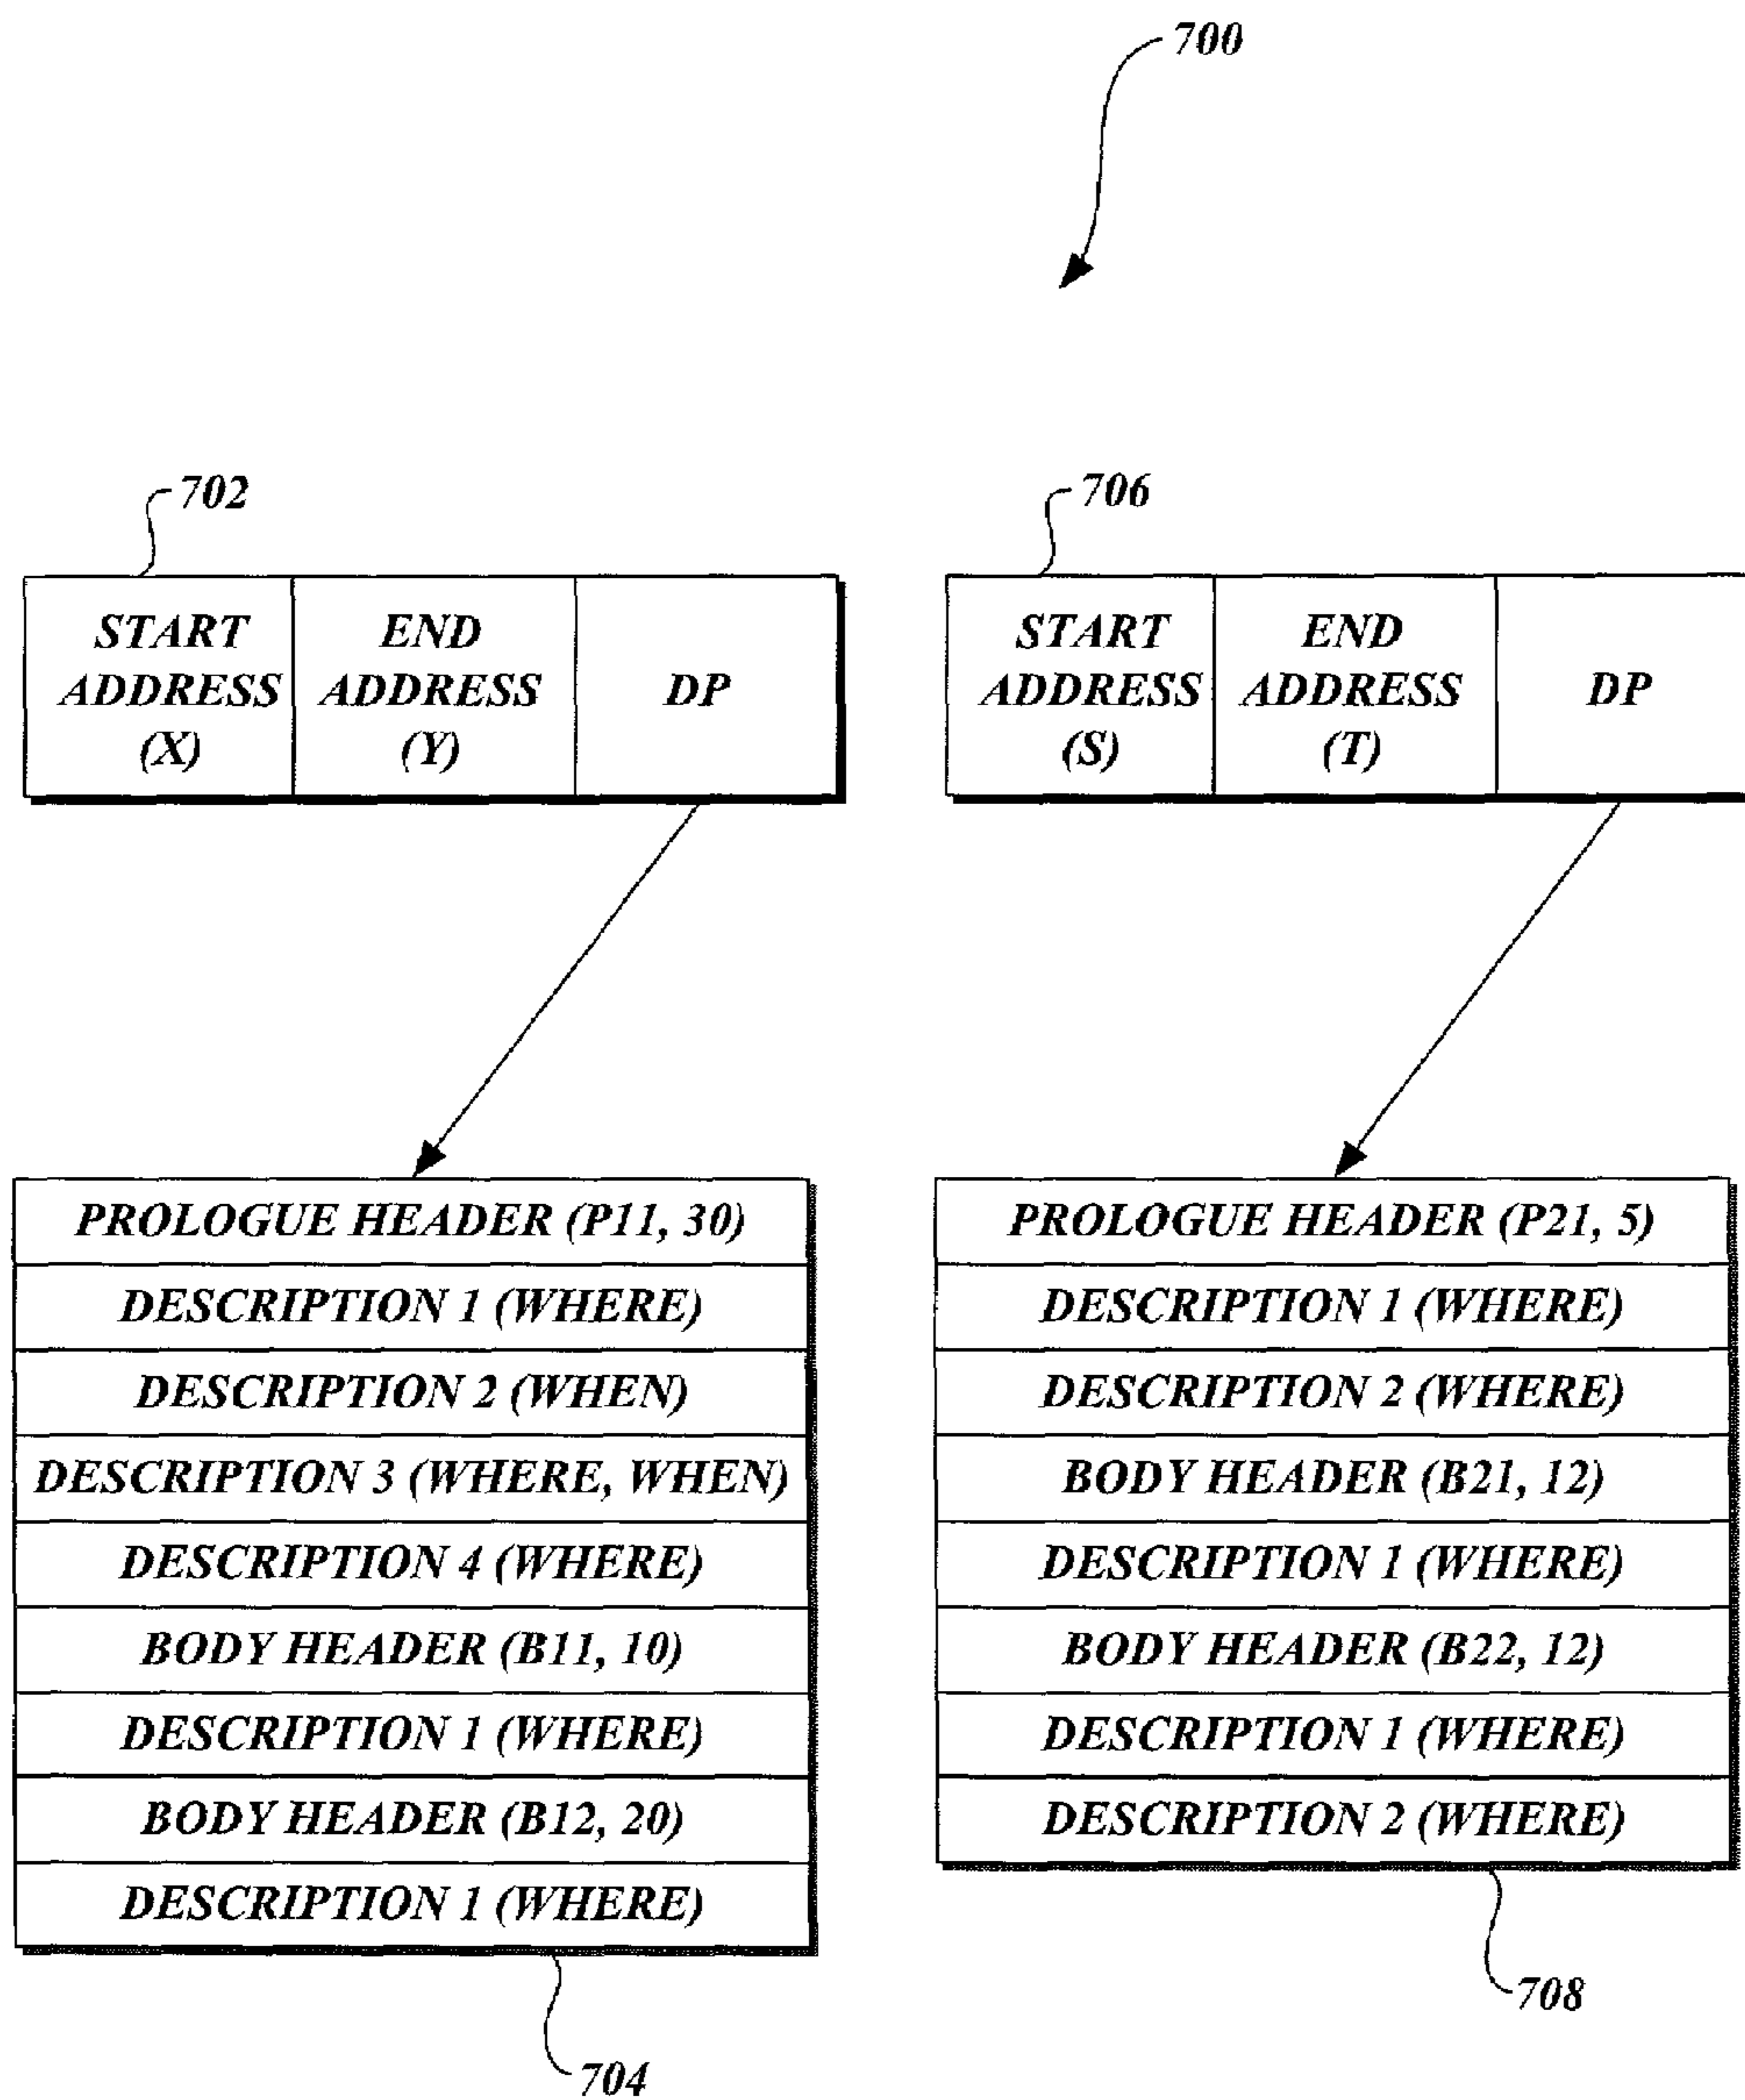 700
702
706
START
ADDRESS
(X)
END
ADDRESS
(Y)
DP
START
ADDRESS
(S)
END
ADDRESS
(T)
DP
PROLOGUE HEADER (P11, 30)
DESCRIPTION 1 (WHERE)
DESCRIPTION 2 (WHEN)
DESCRIPTION 3 (WHERE, WHEN)
DESCRIPTION 4 (WHERE)
BODY HEADER (B11, 10)
DESCRIPTION 1 (WHERE)
BODY HEADER (B12, 20)
DESCRIPTION 1 (WHERE)
704
PROLOGUE HEADER (P21, 5)
DESCRIPTION 1 (WHERE)
DESCRIPTION 2 (WHERE)
BODY HEADER (B21, 12)
DESCRIPTION 1 (WHERE)
BODY HEADER (B22, 12)
DESCRIPTION 1 (WHERE)
DESCRIPTION 2 (WHERE)
708